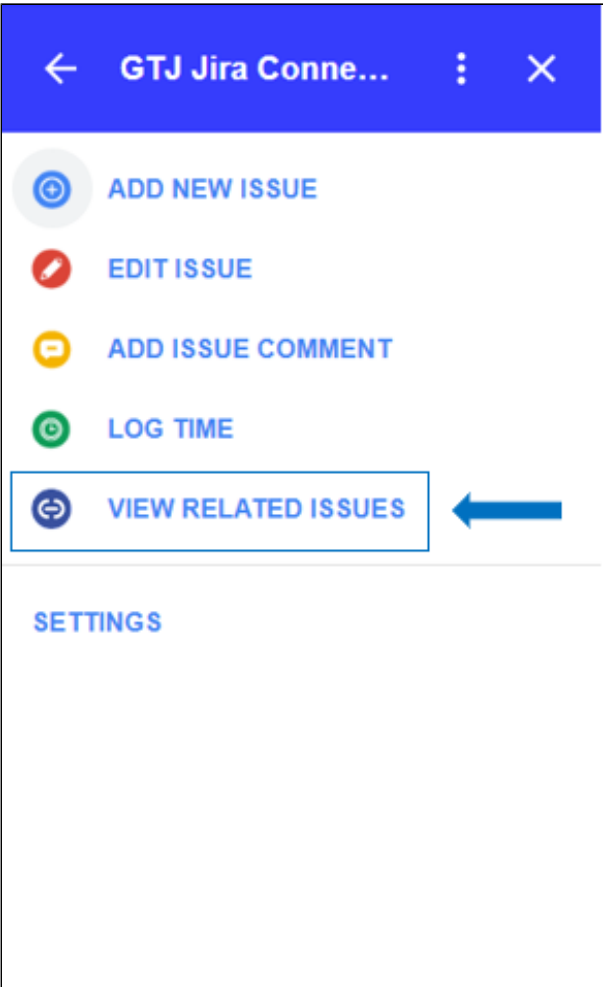 GTJ Jira Conne...
ADD NEW ISSUE
EDIT ISSUE
ADD ISSUE COMMENT
LOG TIME
VIEW RELATED ISSUES
SETTINGS